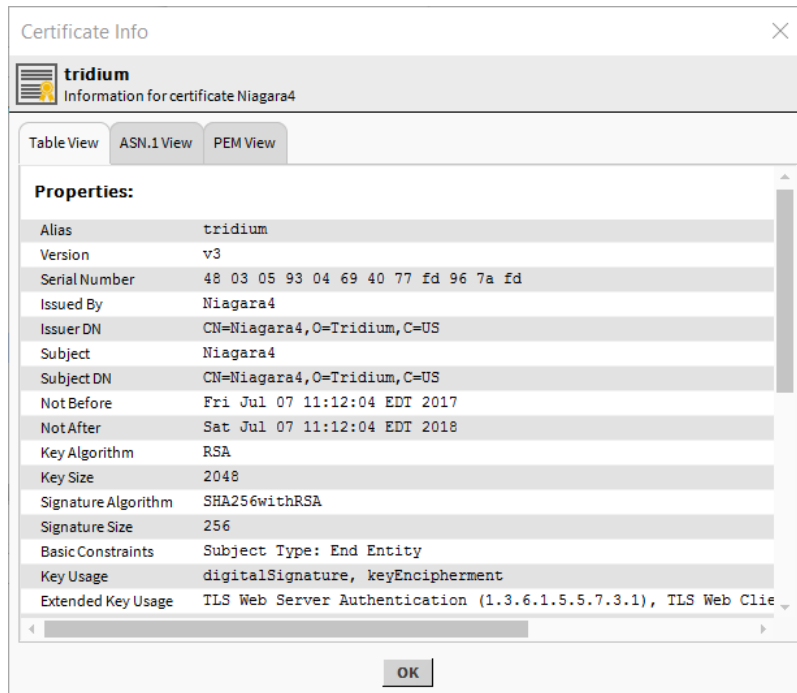 Certificate Info
tridium
Information for certificate Niagara4
Table View ASN.1 View PEM View
Properties:
Alias tridium
Version v3
Serial Number 48 03 05 93 04 69 40 77 fd 96 7a fd
Issued By Niagara4
Issuer DN CN=Niagara4,O=Tridium,C=US
Subject Niagara4
Subject DN CN=Niagara4,O=Tridium,C=US
Not Before Fri Jul 07 11:12:04 EDT 2017
Not After Sat Jul 07 11:12:04 EDT 2018
Key Algorithm RSA
Key Size 2048
Signature Algorithm SHA256withRSA
Signature Size 256
Basic Constraints Subject Type: End Entity
Key Usage digitalSignature, keyEncipherment
Extended Key Usage TLS Web Server Authentication (1.3.6.1.5.5.7.3.1), TLS Web Clie
OK